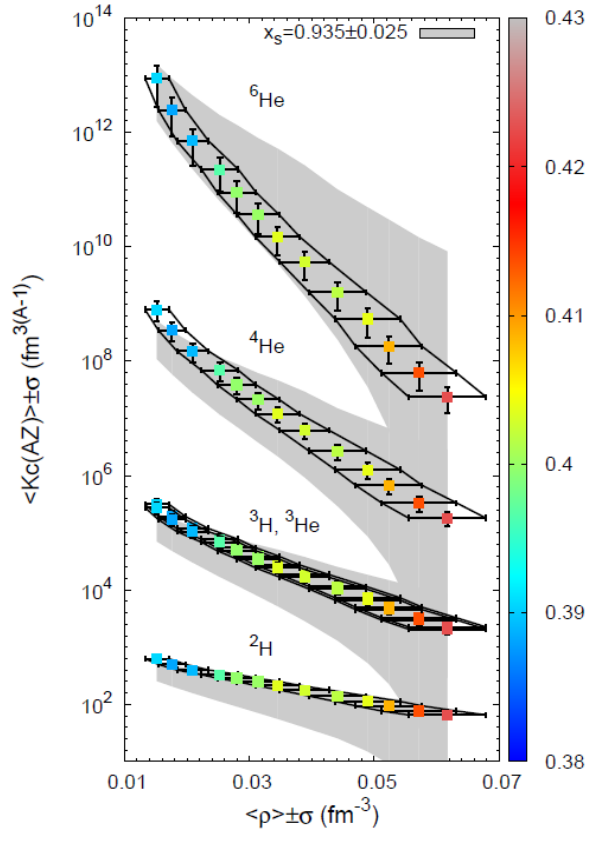 x_s=0.935±0.025
10^14
10^12
10^10
10^8
10^6
10^4
10^2
<Kc(AZ)>±σ (fm^3(A-1))
^6He
^4He
^3H, ^3He
^2H
0.01 0.03 0.05 0.07
<ρ>±σ (fm^-3)
0.43
0.42
0.41
0.4
0.39
0.38